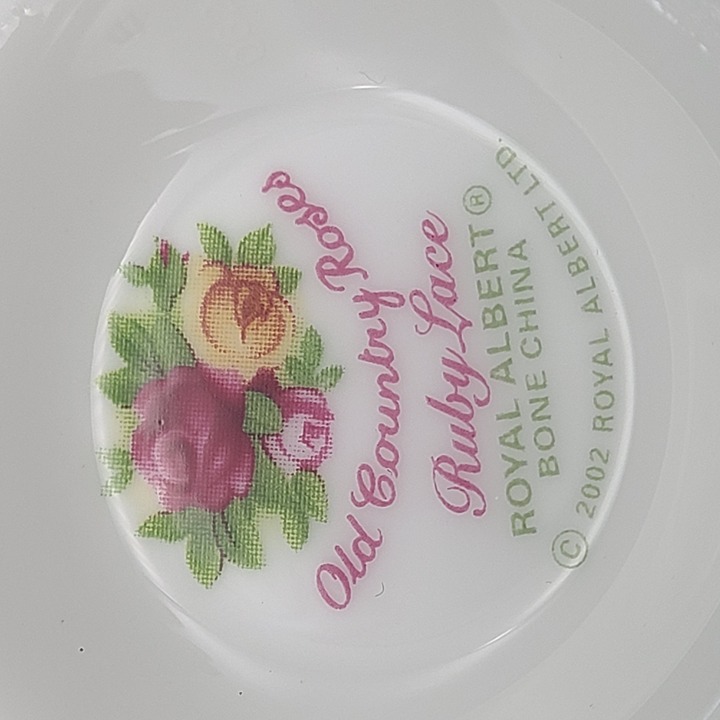 Old Country Roses
Ruby Lace
ROYAL ALBERT®
BONE CHINA
© 2002 ROYAL ALBERT LTD.